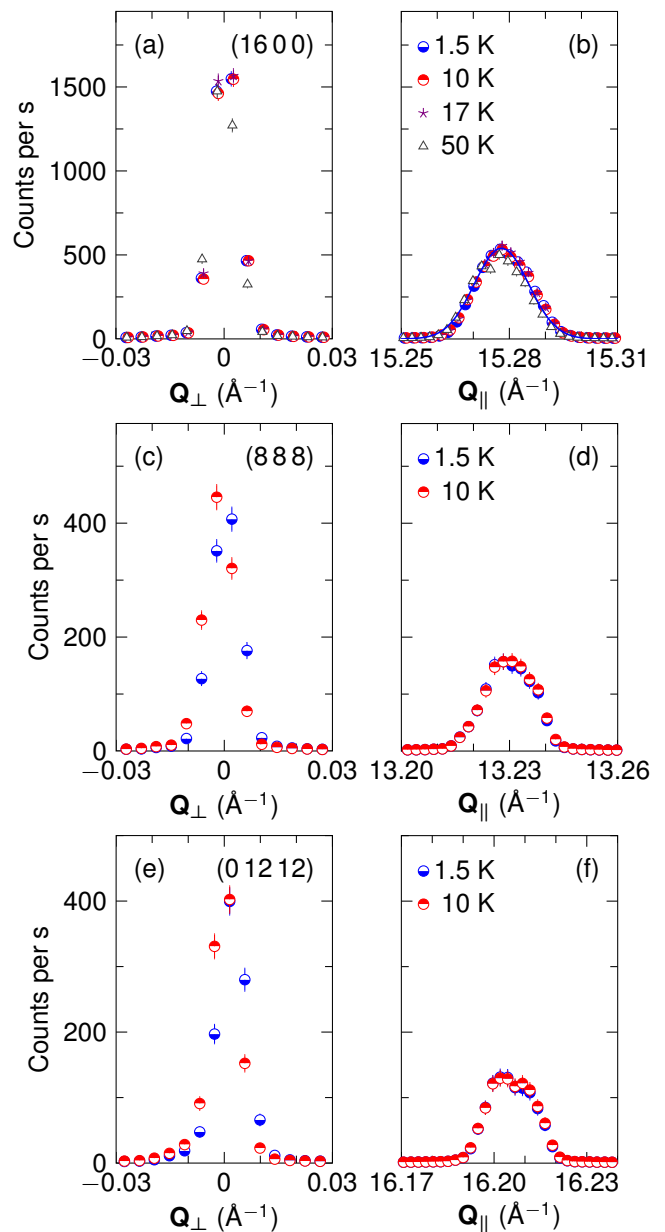 (a) (16 0 0) (b)
1.5 K
10 K
17 K
50 K
Counts per s
1500
1000
500
0
−0.03 0 0.03
15.25 15.28 15.31
Q⊥ (Å−1) Q∥ (Å−1)
(c) (8 8 8) (d)
1.5 K
10 K
Counts per s
400
200
0
−0.03 0 0.03
13.20 13.23 13.26
Q⊥ (Å−1) Q∥ (Å−1)
(e) (0 12 12) (f)
1.5 K
10 K
Counts per s
400
200
0
−0.03 0 0.03
16.17 16.20 16.23
Q⊥ (Å−1) Q∥ (Å−1)